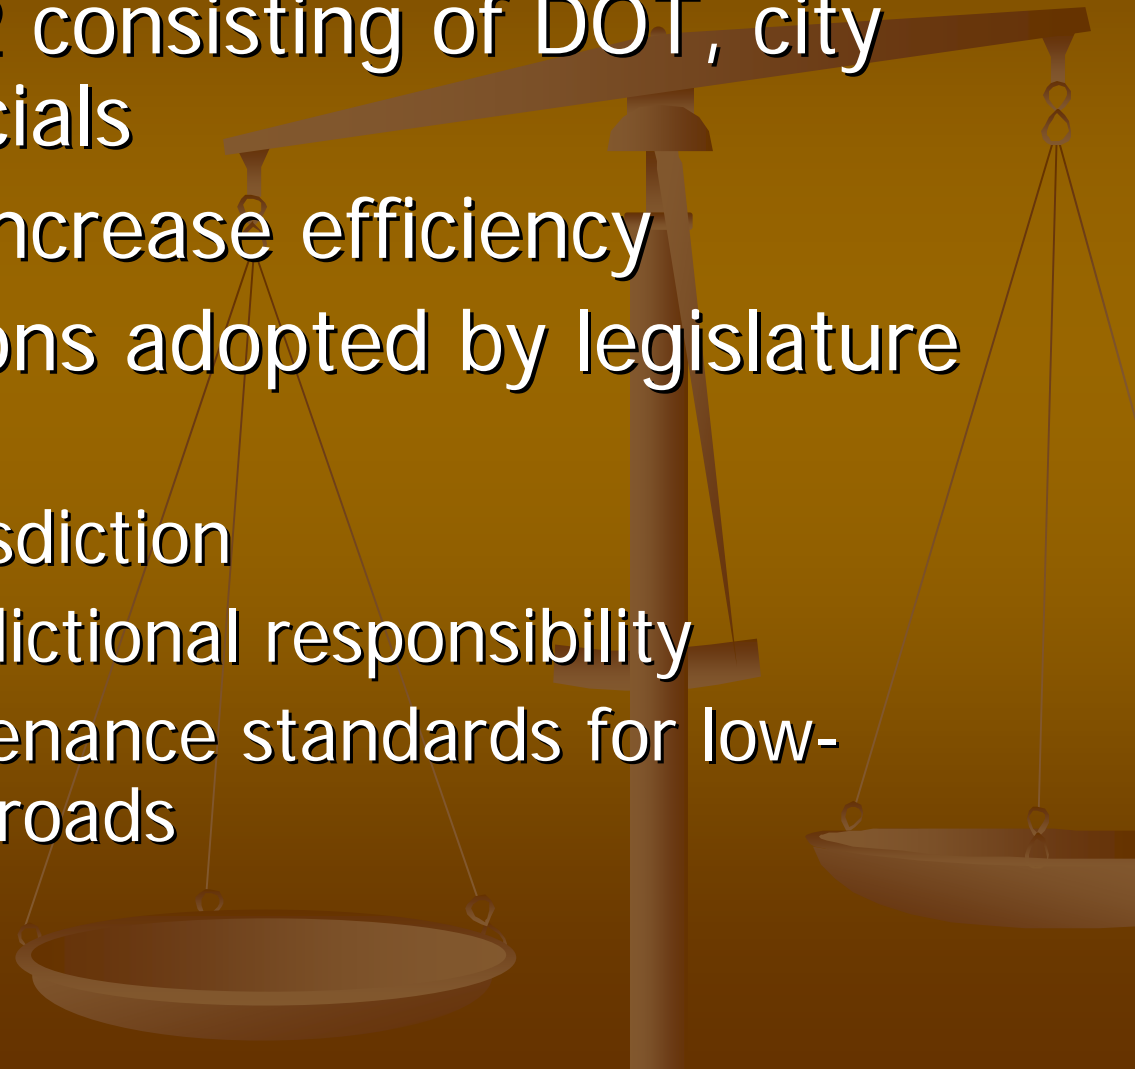 consisting of DOT, city
cials
ncrease efficiency
ons adopted by legislature
sdiction
dictional responsibility
enance standards for low-
roads